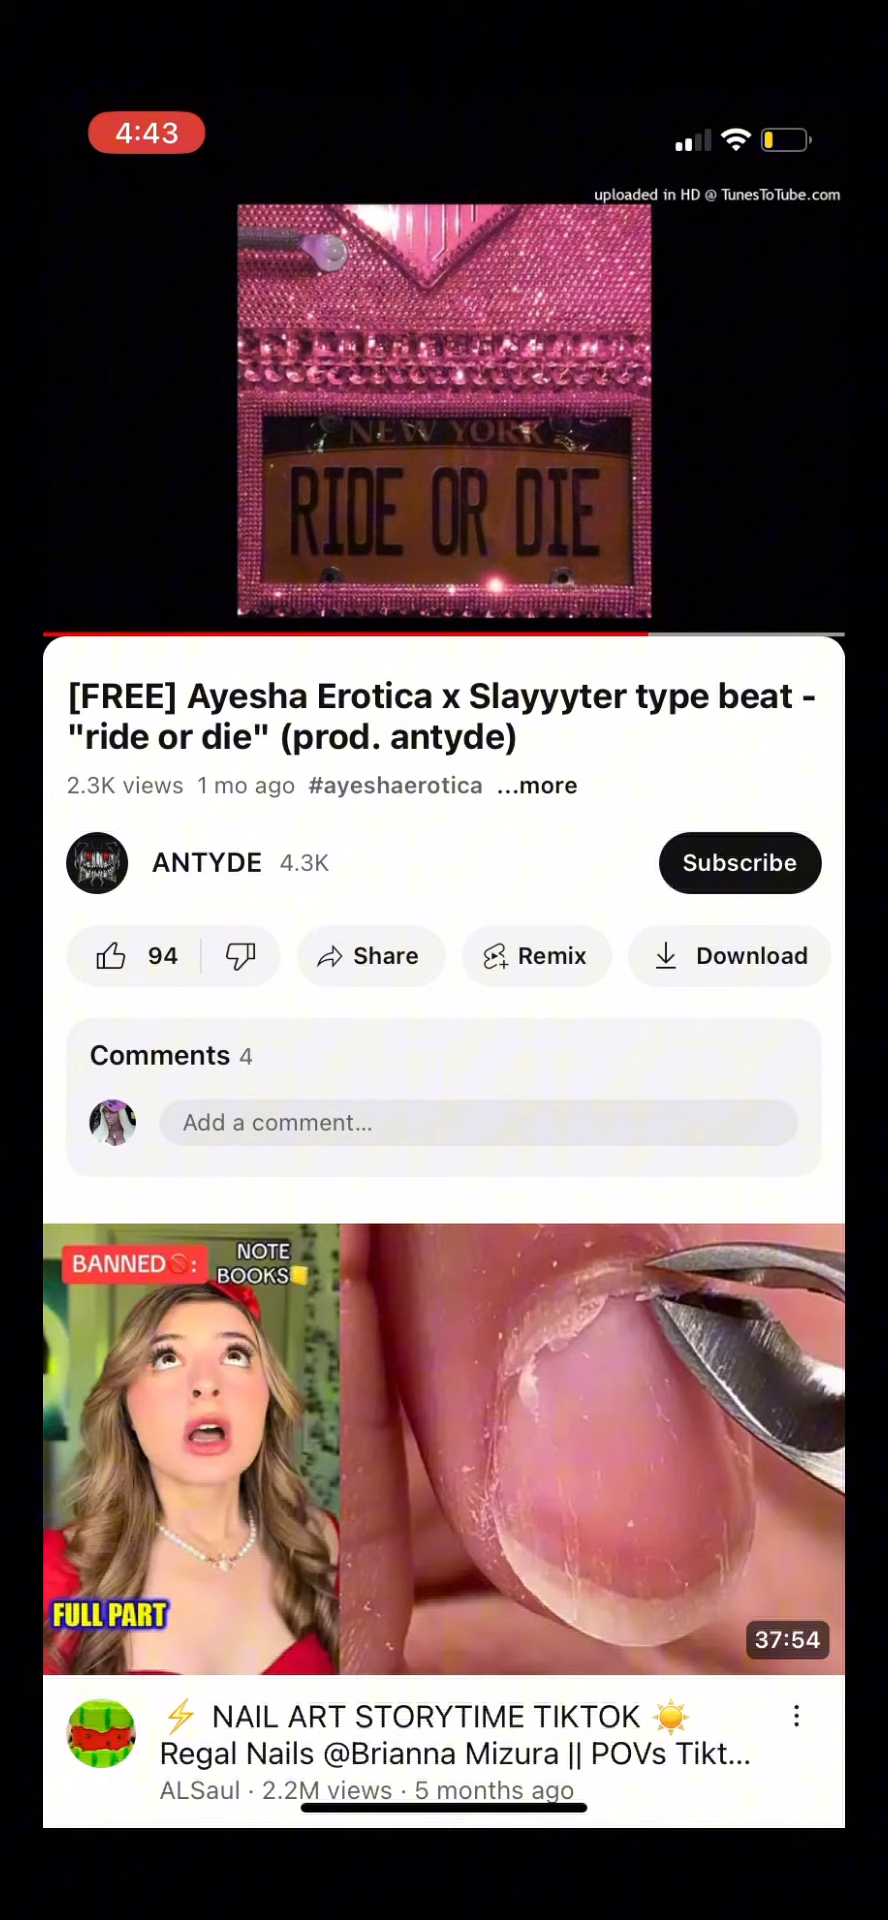 4:43
uploaded in HD @ TunesToTube.com
NEW YORK
RIDE OR DIE
[FREE] Ayesha Erotica x Slayyyter type beat -
"ride or die" (prod. antyde)
2.3K views 1 mo ago #ayeshaerotica ...more
ANTYDE 4.3K
Subscribe
94
Share
Remix
Download
Comments 4
Add a comment...
BANNED🚫:
NOTE
BOOKS
FULL PART
37:54
⚡ NAIL ART STORYTIME TIKTOK ☀️
Regal Nails @Brianna Mizura || POVs Tikt...
ALSaul · 2.2M views · 5 months ago